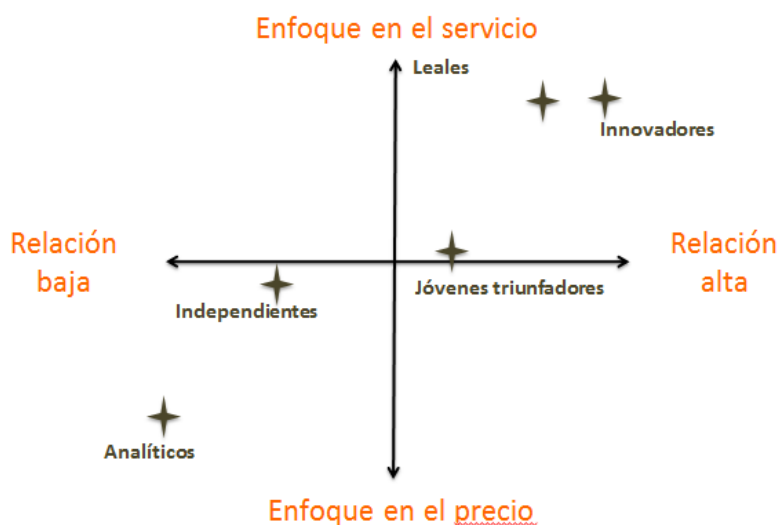 Enfoque en el servicio
Leales
Innovadores
Relación
baja
Relación
alta
Jóvenes triunfadores
Independientes
Analíticos
Enfoque en el precio